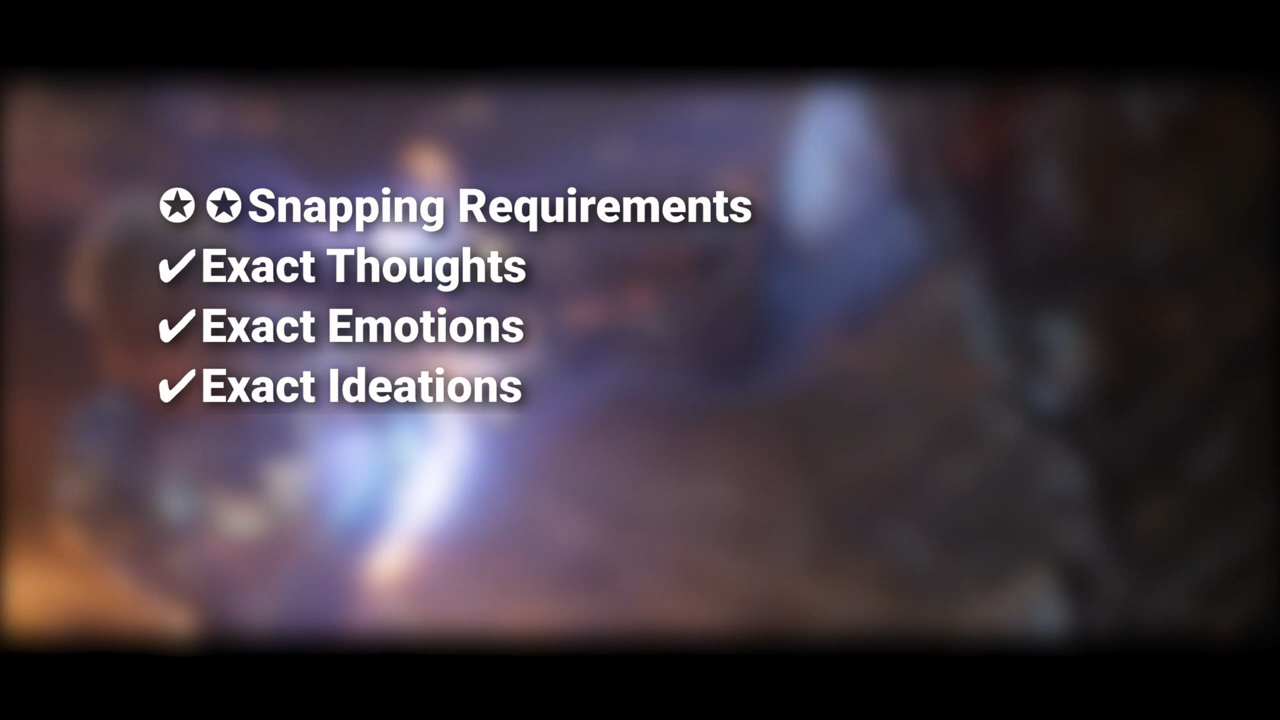 ✪ ✪Snapping Requirements
✔Exact Thoughts
✔Exact Emotions
✔Exact Ideations